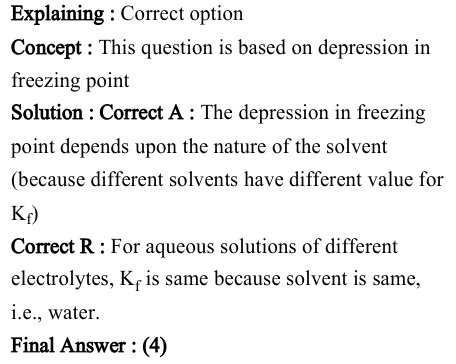 Explaining : Correct option
Concept : This question is based on depression in
freezing point
Solution : Correct A : The depression in freezing
point depends upon the nature of the solvent
(because different solvents have different value for
K_f)
Correct R : For aqueous solutions of different
electrolytes, K_f is same because solvent is same,
i.e., water.
Final Answer : (4)